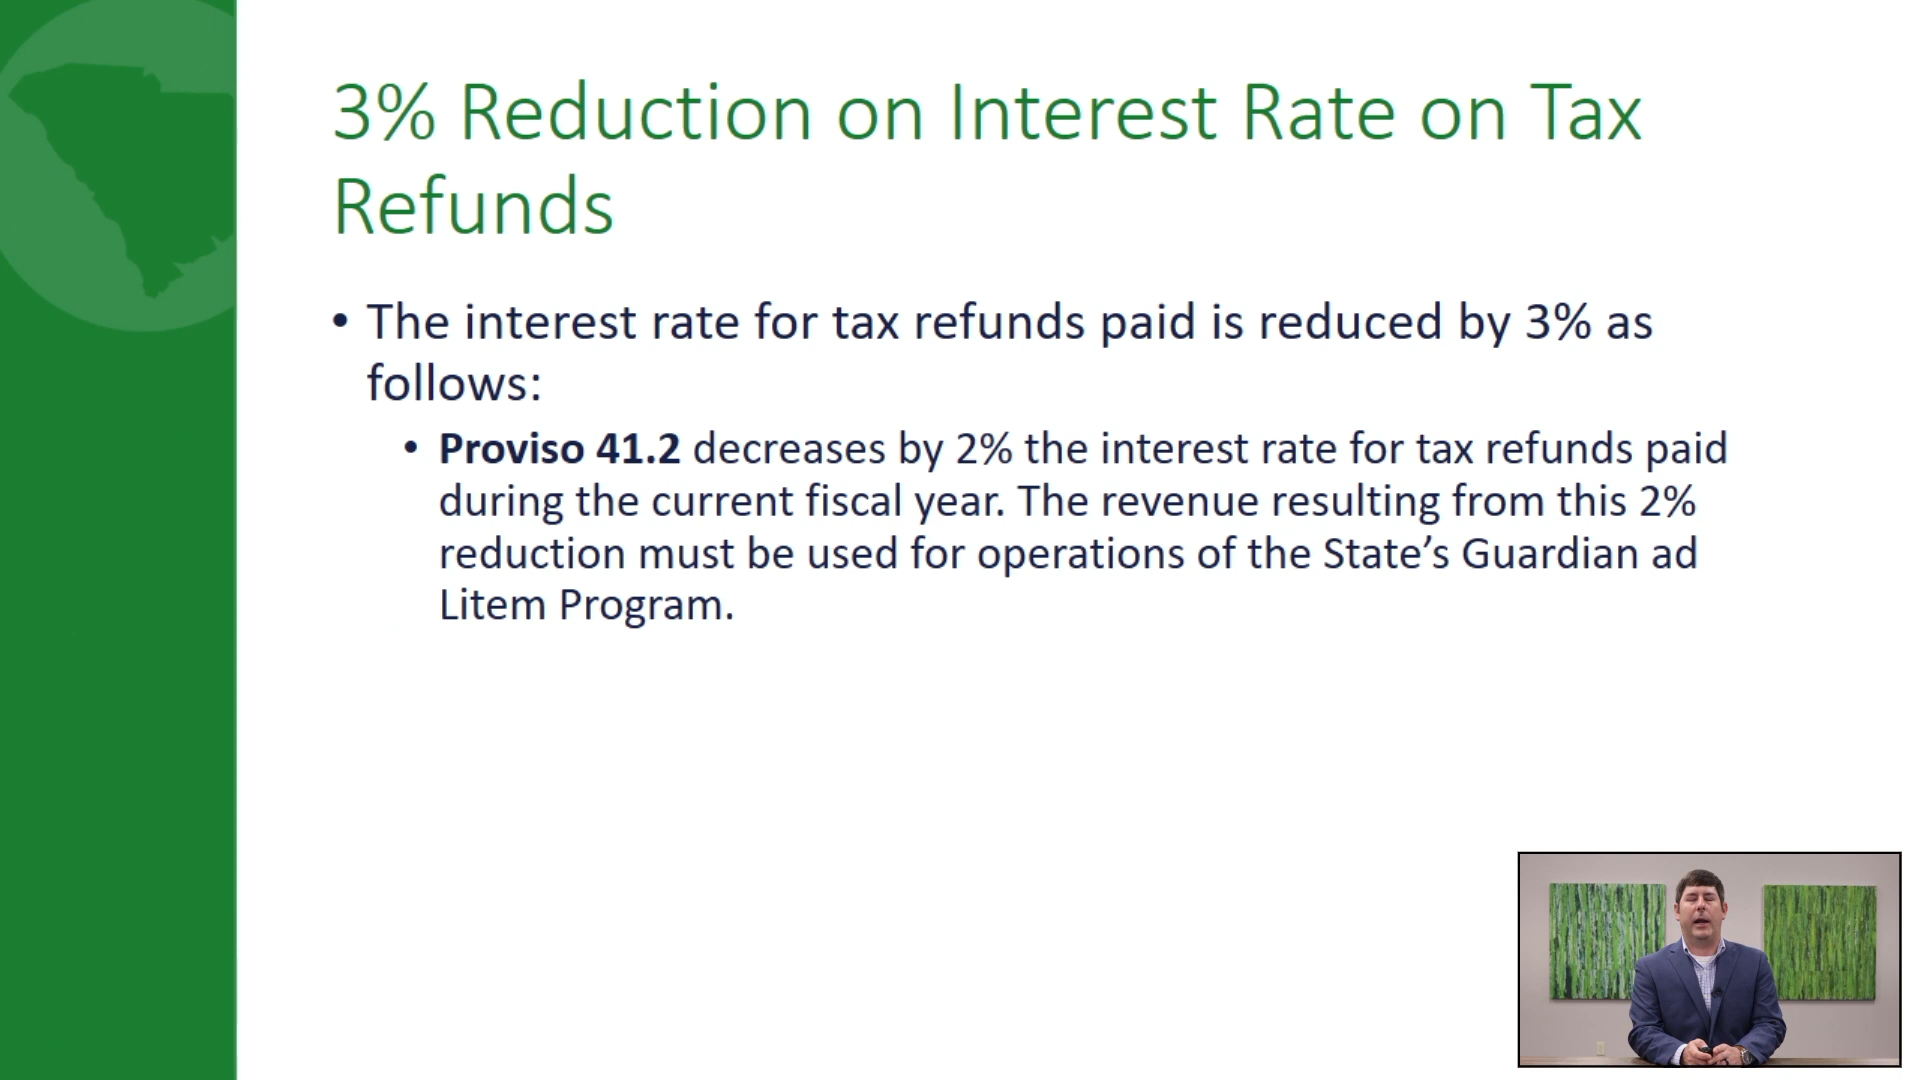 3% Reduction on Interest Rate on Tax
Refunds
• The interest rate for tax refunds paid is reduced by 3% as
follows:
• Proviso 41.2 decreases by 2% the interest rate for tax refunds paid
during the current fiscal year. The revenue resulting from this 2%
reduction must be used for operations of the State’s Guardian ad
Litem Program.